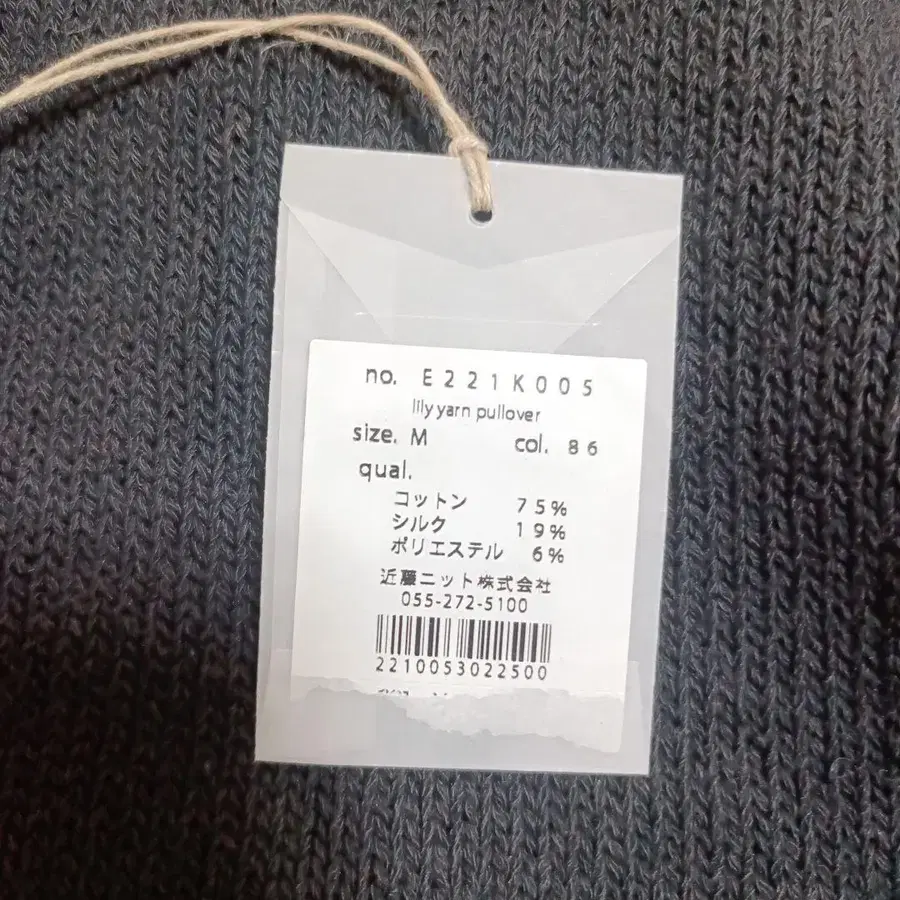 no. E221K005
lily yarn pullover
size. M col. 86
qual.
コットン 75%
シルク 19%
ポリエステル 6%
近藤ニット株式会社
055-272-5100
2210053022500